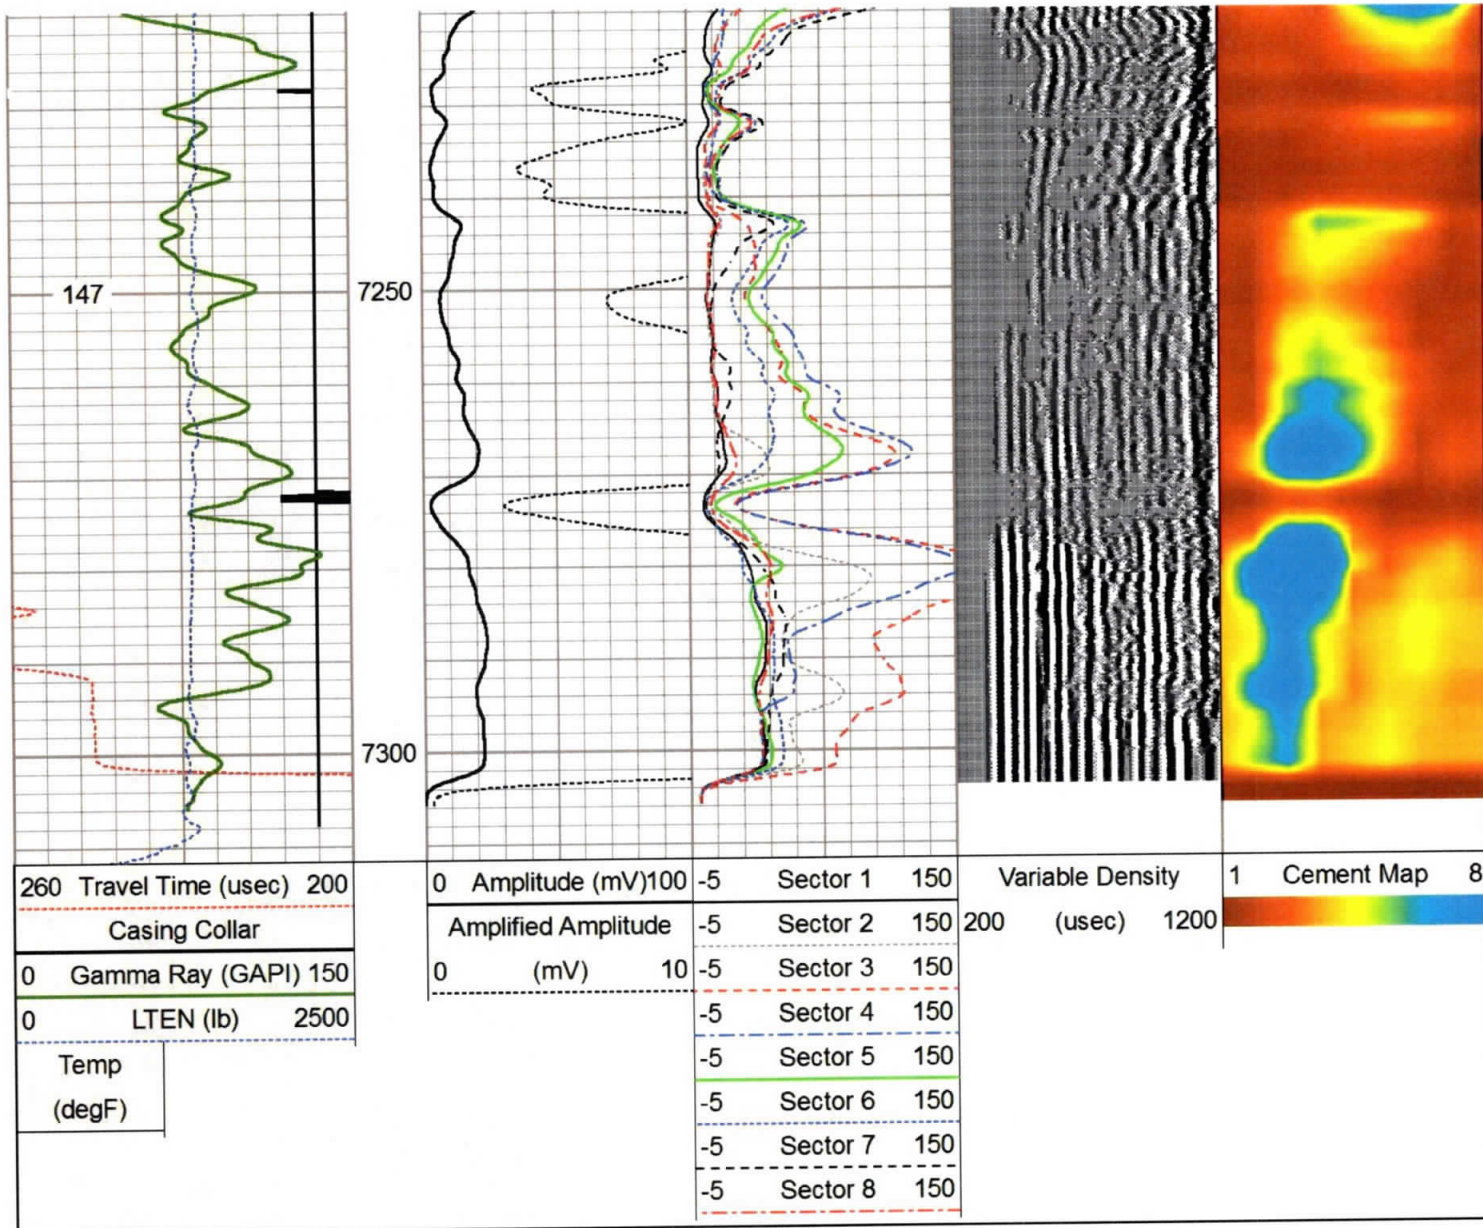 147
7250
7300
260 Travel Time (usec) 200
Casing Collar
0 Gamma Ray (GAPI) 150
0 LTEN (lb) 2500
Temp
(degF)
0 Amplitude (mV)100
Amplified Amplitude
0 (mV) 10
-5 Sector 1 150
-5 Sector 2 150
-5 Sector 3 150
-5 Sector 4 150
-5 Sector 5 150
-5 Sector 6 150
-5 Sector 7 150
-5 Sector 8 150
Variable Density
200 (usec) 1200
1 Cement Map 8